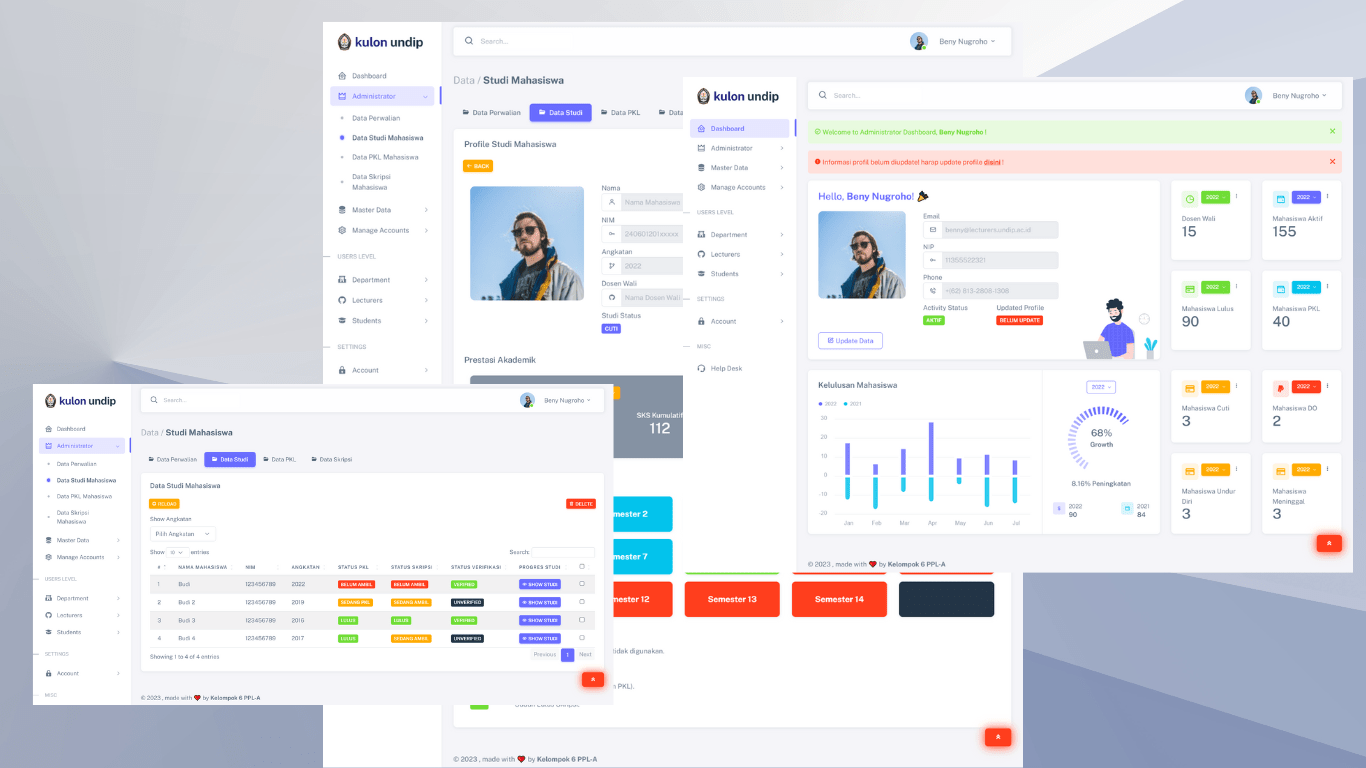 kulon undip
Search...
Beny Nugroho
Dashboard
Administrator
Data Perwalian
Data Studi Mahasiswa
Data PKL Mahasiswa
Data Skripsi
Mahasiswa
Master Data
Manage Accounts
USERS LEVEL
Department
Lecturers
Students
SETTINGS
Account
Data / Studi Mahasiswa
Data Perwalian
Data Studi
Data PKL
Data
Profile Studi Mahasiswa
BACK
Nama
Nama Mahasiswa
NIM
240601201xxxxx
Angkatan
2022
Dosen Wali
Nama Dosen Wali
Studi Status
CUTI
Prestasi Akademik
SKS Kumulatif
112
mester 2
mester 7
mester 12
Semester 13
Semester 14
tidak digunakan.
PKL).
© 2023 , made with ❤ by Kelompok 6 PPL-A
kulon undip
Search...
Beny Nugroho
Dashboard
Administrator
Master Data
Manage Accounts
USERS LEVEL
Department
Lecturers
Students
SETTINGS
Account
MISC
Help Desk
Welcome to Administrator Dashboard, Beny Nugroho !
Informasi profil belum diupdate! harap update profile disini !
Hello, Beny Nugroho! 🎉
Email
benny@lecturers.undip.ac.id
NIP
11355522321
Phone
+(62) 813-2808-1308
Activity Status
Updated Profile
AKTIF
BELUM UPDATE
Update Data
2022
Dosen Wali
15
2022
Mahasiswa Aktif
155
2022
Mahasiswa Lulus
90
2022
Mahasiswa PKL
40
2022
Mahasiswa Cuti
3
2022
Mahasiswa DO
2
2022
Mahasiswa Undur
Diri
3
2022
Mahasiswa
Meninggal
3
Kelulusan Mahasiswa
2022
2021
30
20
10
0
-10
-20
Jan Feb Mar Apr May Jun Jul
2022
68%
Growth
8.16% Peningkatan
2022
90
2021
84
© 2023 , made with ❤ by Kelompok 6 PPL-A
kulon undip
Search...
Beny Nugroho
Dashboard
Administrator
Data Perwalian
Data Studi Mahasiswa
Data PKL Mahasiswa
Data Skripsi
Mahasiswa
Master Data
Manage Accounts
USERS LEVEL
Department
Lecturers
Students
SETTINGS
Account
MISC
Data / Studi Mahasiswa
Data Perwalian
Data Studi
Data PKL
Data Skripsi
Data Studi Mahasiswa
RELOAD
DELETE
Show Angkatan
Pilih Angkatan
Show 10 entries
Search:
# NAMA MAHASISWA NIM ANGKATAN STATUS PKL STATUS SKRIPSI STATUS VERIFIKASI PROGRES STUDI
1 Budi 123456789 2022 BELUM AMBIL BELUM AMBIL VERIFIED SHOW STUDI
2 Budi 2 123456789 2019 SEDANG PKL SEDANG AMBIL UNVERIFIED SHOW STUDI
3 Budi 3 123456789 2016 LULUS LULUS VERIFIED SHOW STUDI
4 Budi 4 123456789 2017 LULUS SEDANG AMBIL UNVERIFIED SHOW STUDI
Showing 1 to 4 of 4 entries
Previous 1 Next
© 2023 , made with ❤ by Kelompok 6 PPL-A